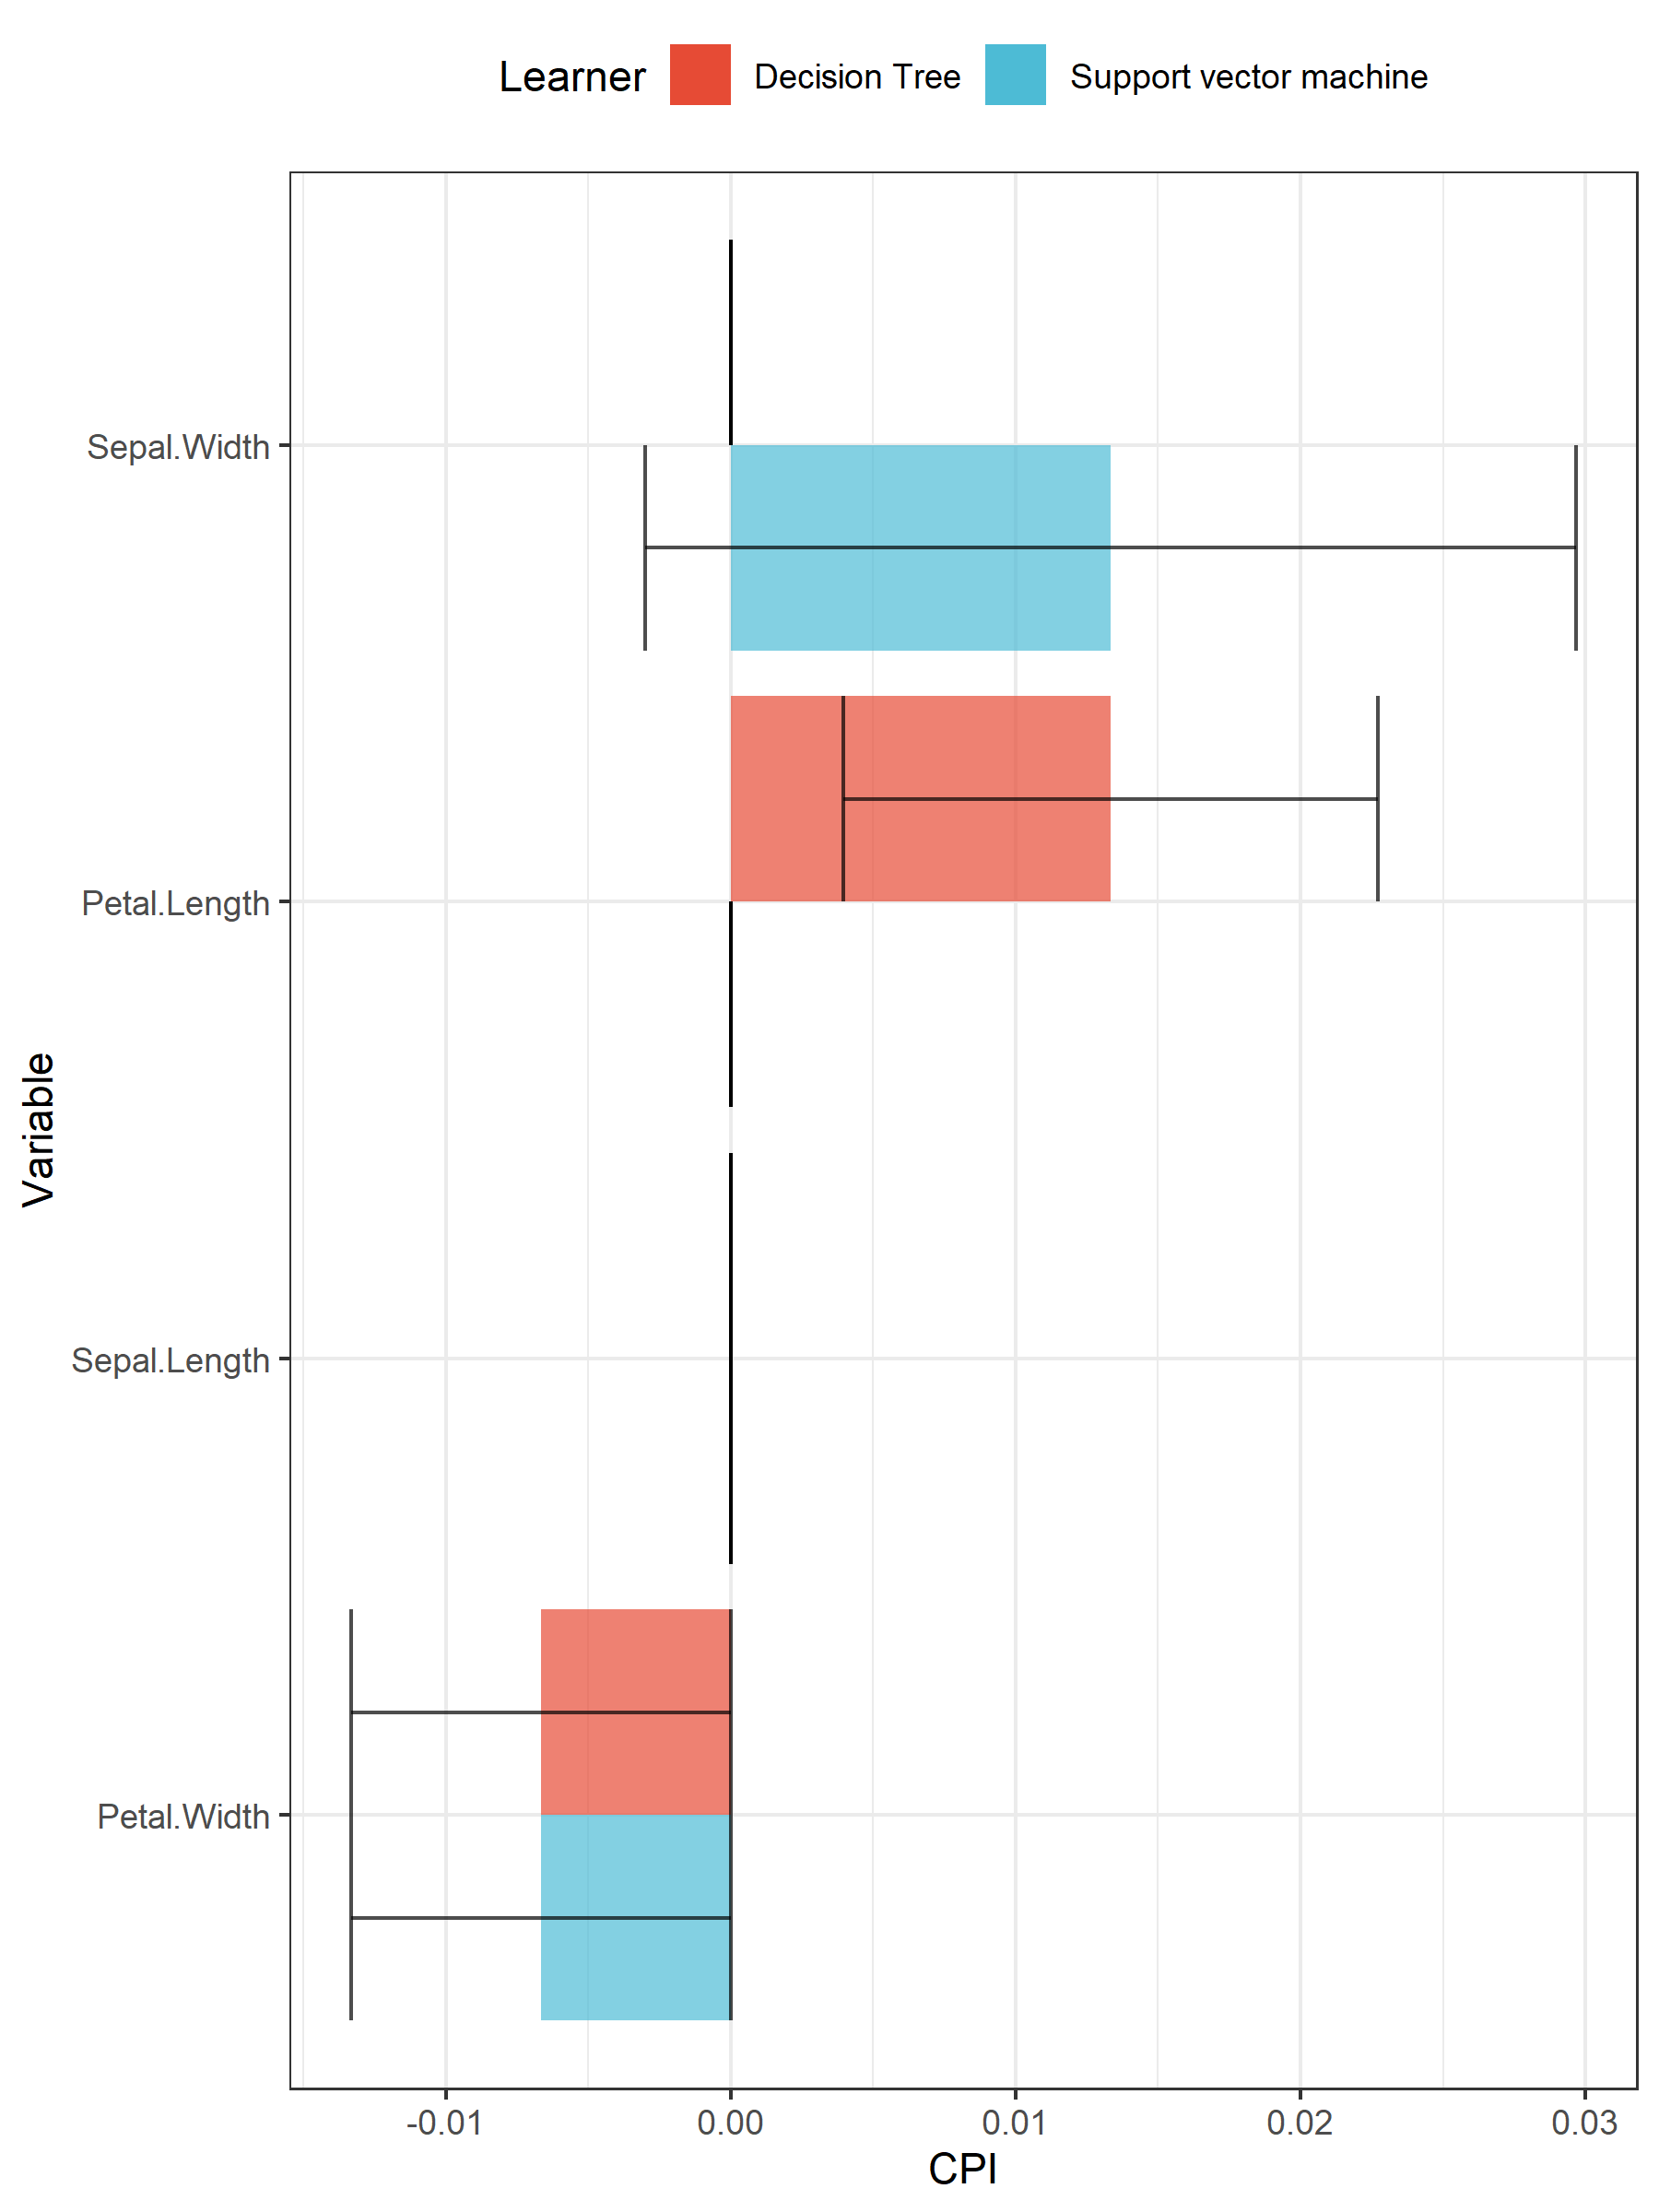 Learner Decision Tree Support vector machine
Sepal.Width
Petal.Length
Variable
Sepal.Length
Petal.Width
-0.01 0.00 0.01 0.02 0.03
CPI